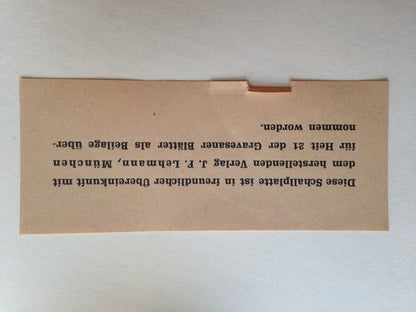 Diese Schallplatte ist in freundlicher Übereinkunft mit
dem herstellenden Verlag J. F. Lehmann, München
für Heft 21 der Gravesaner Blätter als Beilage über-
nommen worden.